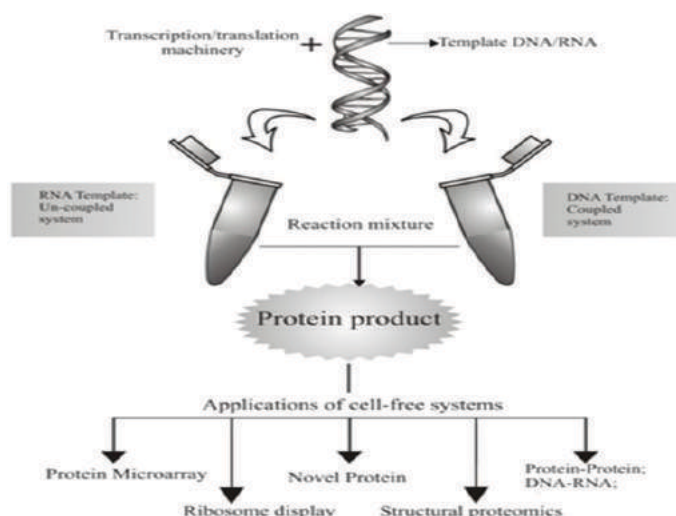 Transcription/translation
machinery
+
Template DNA/RNA
RNA Template:
Un-coupled
system
DNA Template:
Coupled
system
Reaction mixture
Protein product
Applications of cell-free systems
Protein Microarray
Novel Protein
Protein-Protein;
DNA-RNA;
Ribosome display
Structural proteomics